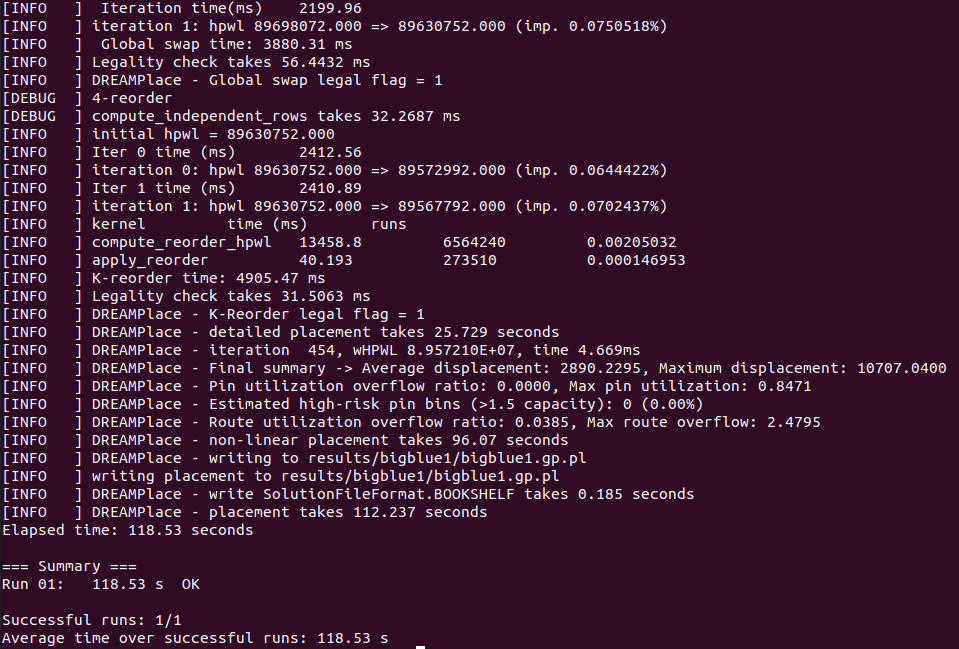 [INFO   ]  Iteration time(ms)    2199.96
[INFO   ] iteration 1: hpwl 89698072.000 => 89630752.000 (imp. 0.0750518%)
[INFO   ]  Global swap time: 3880.31 ms
[INFO   ] Legality check takes 56.4432 ms
[INFO   ] DREAMPlace - Global swap legal flag = 1
[DEBUG  ] 4-reorder
[DEBUG  ] compute_independent_rows takes 32.2687 ms
[INFO   ] initial hpwl = 89630752.000
[INFO   ] Iter 0 time (ms)       2412.56
[INFO   ] iteration 0: hpwl 89630752.000 => 89572992.000 (imp. 0.0644422%)
[INFO   ] Iter 1 time (ms)       2410.89
[INFO   ] iteration 1: hpwl 89630752.000 => 89567792.000 (imp. 0.0702437%)
[INFO   ] kernel         time (ms)       runs
[INFO   ] compute_reorder_hpwl   13458.8         6564240         0.00205032
[INFO   ] apply_reorder          40.193          273510          0.000146953
[INFO   ] K-reorder time: 4905.47 ms
[INFO   ] Legality check takes 31.5063 ms
[INFO   ] DREAMPlace - K-Reorder legal flag = 1
[INFO   ] DREAMPlace - detailed placement takes 25.729 seconds
[INFO   ] DREAMPlace - iteration  454, wHPWL 8.957210E+07, time 4.669ms
[INFO   ] DREAMPlace - Final summary -> Average displacement: 2890.2295, Maximum displacement: 10707.0400
[INFO   ] DREAMPlace - Pin utilization overflow ratio: 0.0000, Max pin utilization: 0.8471
[INFO   ] DREAMPlace - Estimated high-risk pin bins (>1.5 capacity): 0 (0.00%)
[INFO   ] DREAMPlace - Route utilization overflow ratio: 0.0385, Max route overflow: 2.4795
[INFO   ] DREAMPlace - non-linear placement takes 96.07 seconds
[INFO   ] DREAMPlace - writing to results/bigblue1/bigblue1.gp.pl
[INFO   ] writing placement to results/bigblue1/bigblue1.gp.pl
[INFO   ] DREAMPlace - write SolutionFileFormat.BOOKSHELF takes 0.185 seconds
[INFO   ] DREAMPlace - placement takes 112.237 seconds
Elapsed time: 118.53 seconds
=== Summary ===
Run 01:   118.53 s  OK
Successful runs: 1/1
Average time over successful runs: 118.53 s